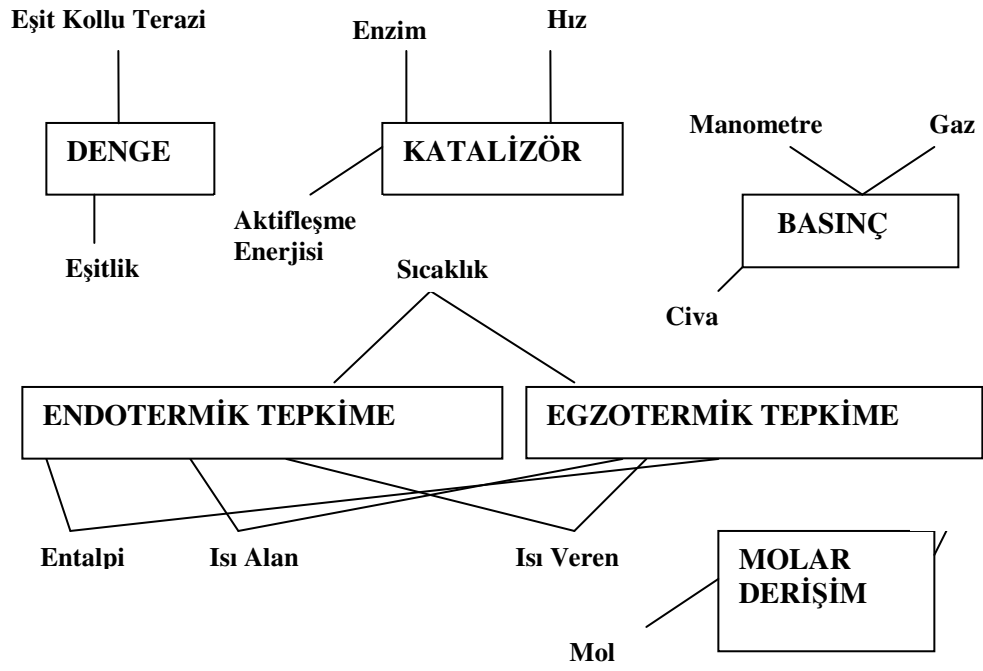 Eşit Kollu Terazi
Enzim
Hız
DENGE
KATALİZÖR
Manometre
Gaz
Aktifleşme
Enerjisi
BASINÇ
Eşitlik
Sıcaklık
Civa
ENDOTERMİK TEPKİME
EGZOTERMİK TEPKİME
Entalpi
Isı Alan
Isı Veren
MOLAR
DERİŞİM
Mol